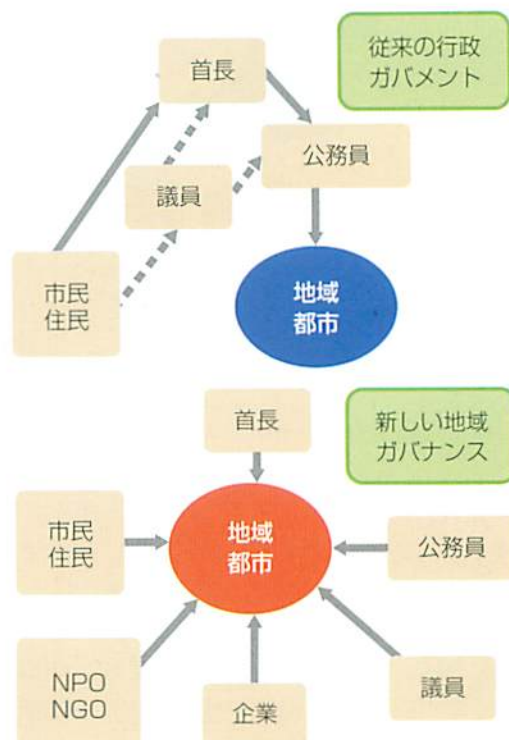 首長
従来の行政
ガバメント
公務員
議員
市民
住民
地域
都市
首長
新しい地域
ガバナンス
市民
住民
地域
都市
公務員
NPO
NGO
企業
議員